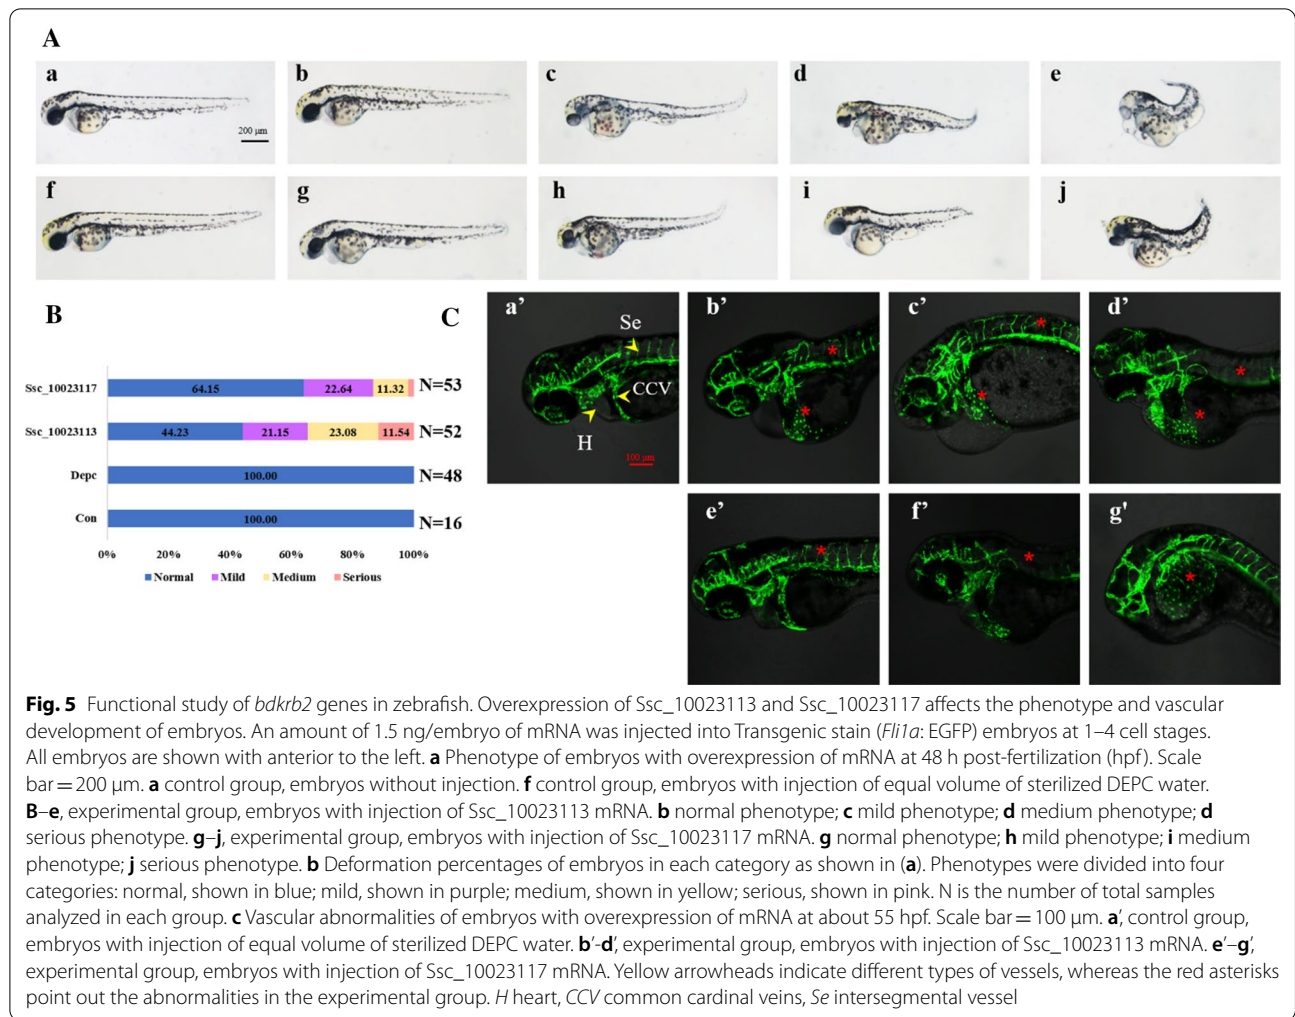 A
a
b
c
d
e
200 µm
f
g
h
i
j
B
C
Ssc_10023117
64.15
22.64
11.32
N=53
Ssc_10023113
44.23
21.15
23.08
11.54
N=52
Depc
100.00
N=48
Con
100.00
N=16
0%
20%
40%
60%
80%
100%
Normal
Mild
Medium
Serious
a’
Se
CCV
H
100 µm
b’
c’
d’
e’
f’
g'
Fig. 5 Functional study of bdkrb2 genes in zebrafish. Overexpression of Ssc_10023113 and Ssc_10023117 affects the phenotype and vascular
development of embryos. An amount of 1.5 ng/embryo of mRNA was injected into Transgenic stain (Fli1a: EGFP) embryos at 1–4 cell stages.
All embryos are shown with anterior to the left. a Phenotype of embryos with overexpression of mRNA at 48 h post-fertilization (hpf). Scale
bar = 200 µm. a control group, embryos without injection. f control group, embryos with injection of equal volume of sterilized DEPC water.
B–e, experimental group, embryos with injection of Ssc_10023113 mRNA. b normal phenotype; c mild phenotype; d medium phenotype; d
serious phenotype. g–j, experimental group, embryos with injection of Ssc_10023117 mRNA. g normal phenotype; h mild phenotype; i medium
phenotype; j serious phenotype. b Deformation percentages of embryos in each category as shown in (a). Phenotypes were divided into four
categories: normal, shown in blue; mild, shown in purple; medium, shown in yellow; serious, shown in pink. N is the number of total samples
analyzed in each group. c Vascular abnormalities of embryos with overexpression of mRNA at about 55 hpf. Scale bar = 100 µm. a′, control group,
embryos with injection of equal volume of sterilized DEPC water. b′-d′, experimental group, embryos with injection of Ssc_10023113 mRNA. e′–g′,
experimental group, embryos with injection of Ssc_10023117 mRNA. Yellow arrowheads indicate different types of vessels, whereas the red asterisks
point out the abnormalities in the experimental group. H heart, CCV common cardinal veins, Se intersegmental vessel